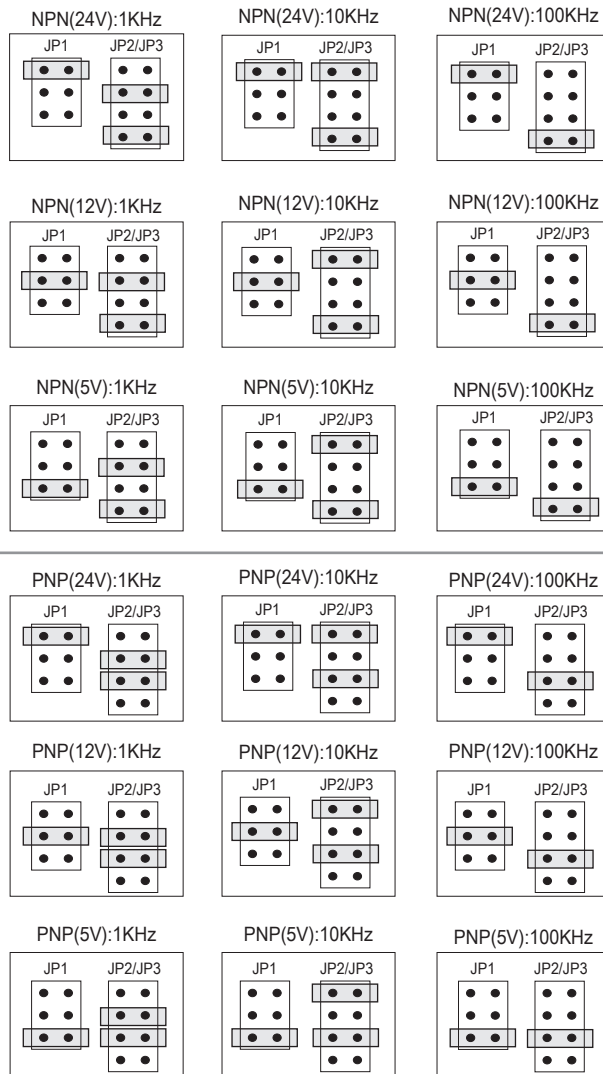 NPN(24V):1KHz NPN(24V):10KHz NPN(24V):100KHz
JP1 JP2/JP3 JP1 JP2/JP3 JP1 JP2/JP3
NPN(12V):1KHz NPN(12V):10KHz NPN(12V):100KHz
JP1 JP2/JP3 JP1 JP2/JP3 JP1 JP2/JP3
NPN(5V):1KHz NPN(5V):10KHz NPN(5V):100KHz
JP1 JP2/JP3 JP1 JP2/JP3 JP1 JP2/JP3
PNP(24V):1KHz PNP(24V):10KHz PNP(24V):100KHz
JP1 JP2/JP3 JP1 JP2/JP3 JP1 JP2/JP3
PNP(12V):1KHz PNP(12V):10KHz PNP(12V):100KHz
JP1 JP2/JP3 JP1 JP2/JP3 JP1 JP2/JP3
PNP(5V):1KHz PNP(5V):10KHz PNP(5V):100KHz
JP1 JP2/JP3 JP1 JP2/JP3 JP1 JP2/JP3